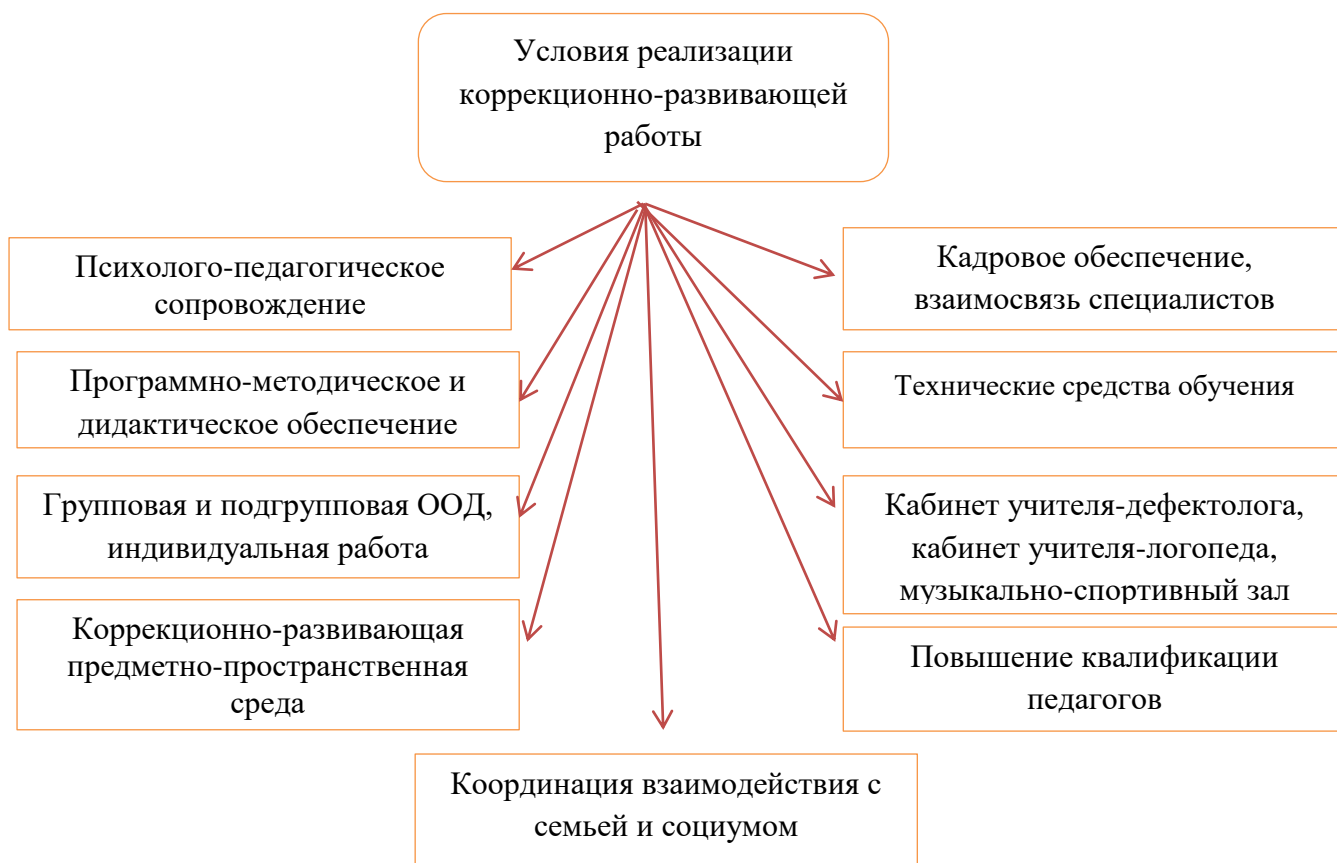 Условия реализации
коррекционно-развивающей
работы
Психолого-педагогическое
сопровождение
Кадровое обеспечение,
взаимосвязь специалистов
Программно-методическое и
дидактическое обеспечение
Технические средства обучения
Групповая и подгрупповая ООД,
индивидуальная работа
Кабинет учителя-дефектолога,
кабинет учителя-логопеда,
музыкально-спортивный зал
Коррекционно-развивающая
предметно-пространственная
среда
Повышение квалификации
педагогов
Координация взаимодействия с
семьей и социумом